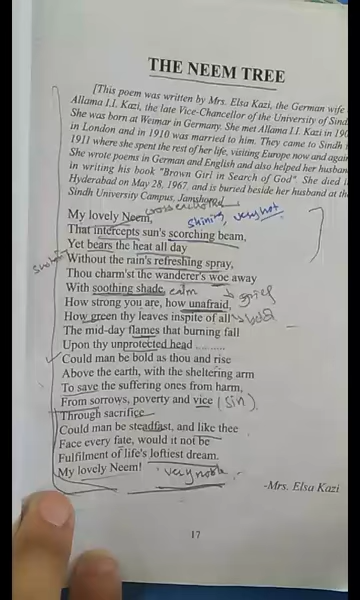 THE NEEM TREE
[This poem was written by Mrs. Elsa Kazi, the German wife
Allama I.I. Kazi, the late Vice-Chancellor of the University of Sind
She was born at Weimar in Germany. She met Allama I.I. Kazi in 190
in London and in 1910 was married to him. They came to Sindh
1911 where she spent the rest of her life, visiting Europe now and again
She wrote poems in German and English and also helped her husban
in writing his book "Brown Girl in Search of God". She died
Hyderabad on May 28, 1967, and is buried beside her husband at th
Sindh University Campus, Jamshoro
My lovely Neem,
shining, very hot
That intercepts sun's scorching beam,
Yet bears the heat all day
Without the rain's refreshing spray,
Thou charm'st the wanderer's woe away
With soothing shade, calm
grief
How strong you are, how unafraid,
How green thy leaves inspite of all bold
The mid-day flames that burning fall
Upon thy unprotected head ..........
Could man be bold as thou and rise
Above the earth, with the sheltering arm
To save the suffering ones from harm,
From sorrows, poverty and vice (sin)
Through sacrifice
Could man be steadfast, and like thee
Face every fate, would it not be
Fulfilment of life's loftiest dream.
My lovely Neem! very noble
-Mrs. Elsa Kazi
17